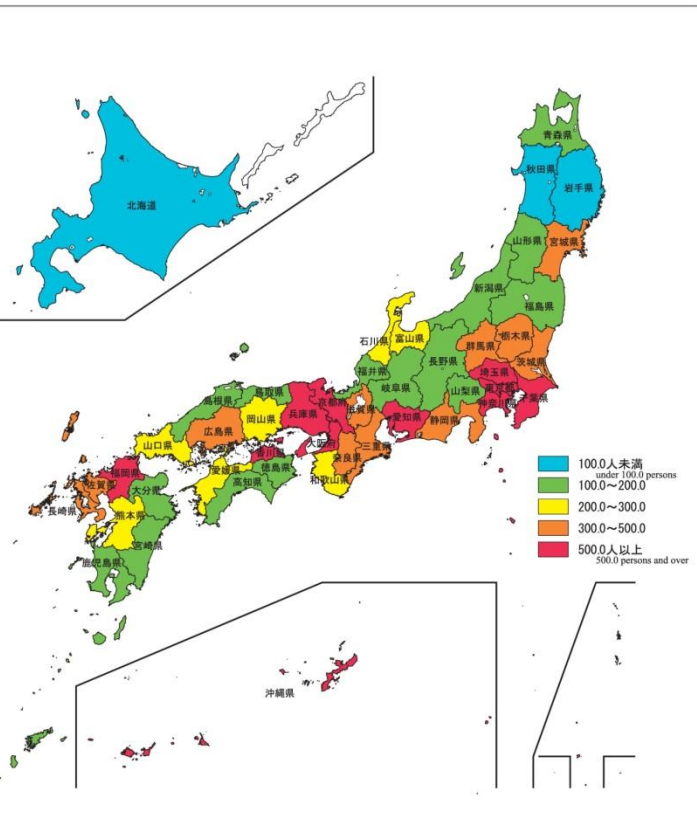 青森県
秋田県
岩手県
北海道
山形県
宮城県
新潟県
福島県
石川県
富山県
群馬県
栃木県
茨城県
長野県
福井県
岐阜県
埼玉県
山梨県
東京都
千葉県
神奈川県
鳥取県
島根県
京都府
滋賀県
兵庫県
岡山県
広島県
愛知県
静岡県
山口県
大阪府
三重県
奈良県
香川県
徳島県
愛媛県
高知県
和歌山県
福岡県
佐賀県
大分県
長崎県
熊本県
宮崎県
鹿児島県
沖縄県
100.0人未満
under 100.0 persons
100.0～200.0
200.0～300.0
300.0～500.0
500.0人以上
500.0 persons and over